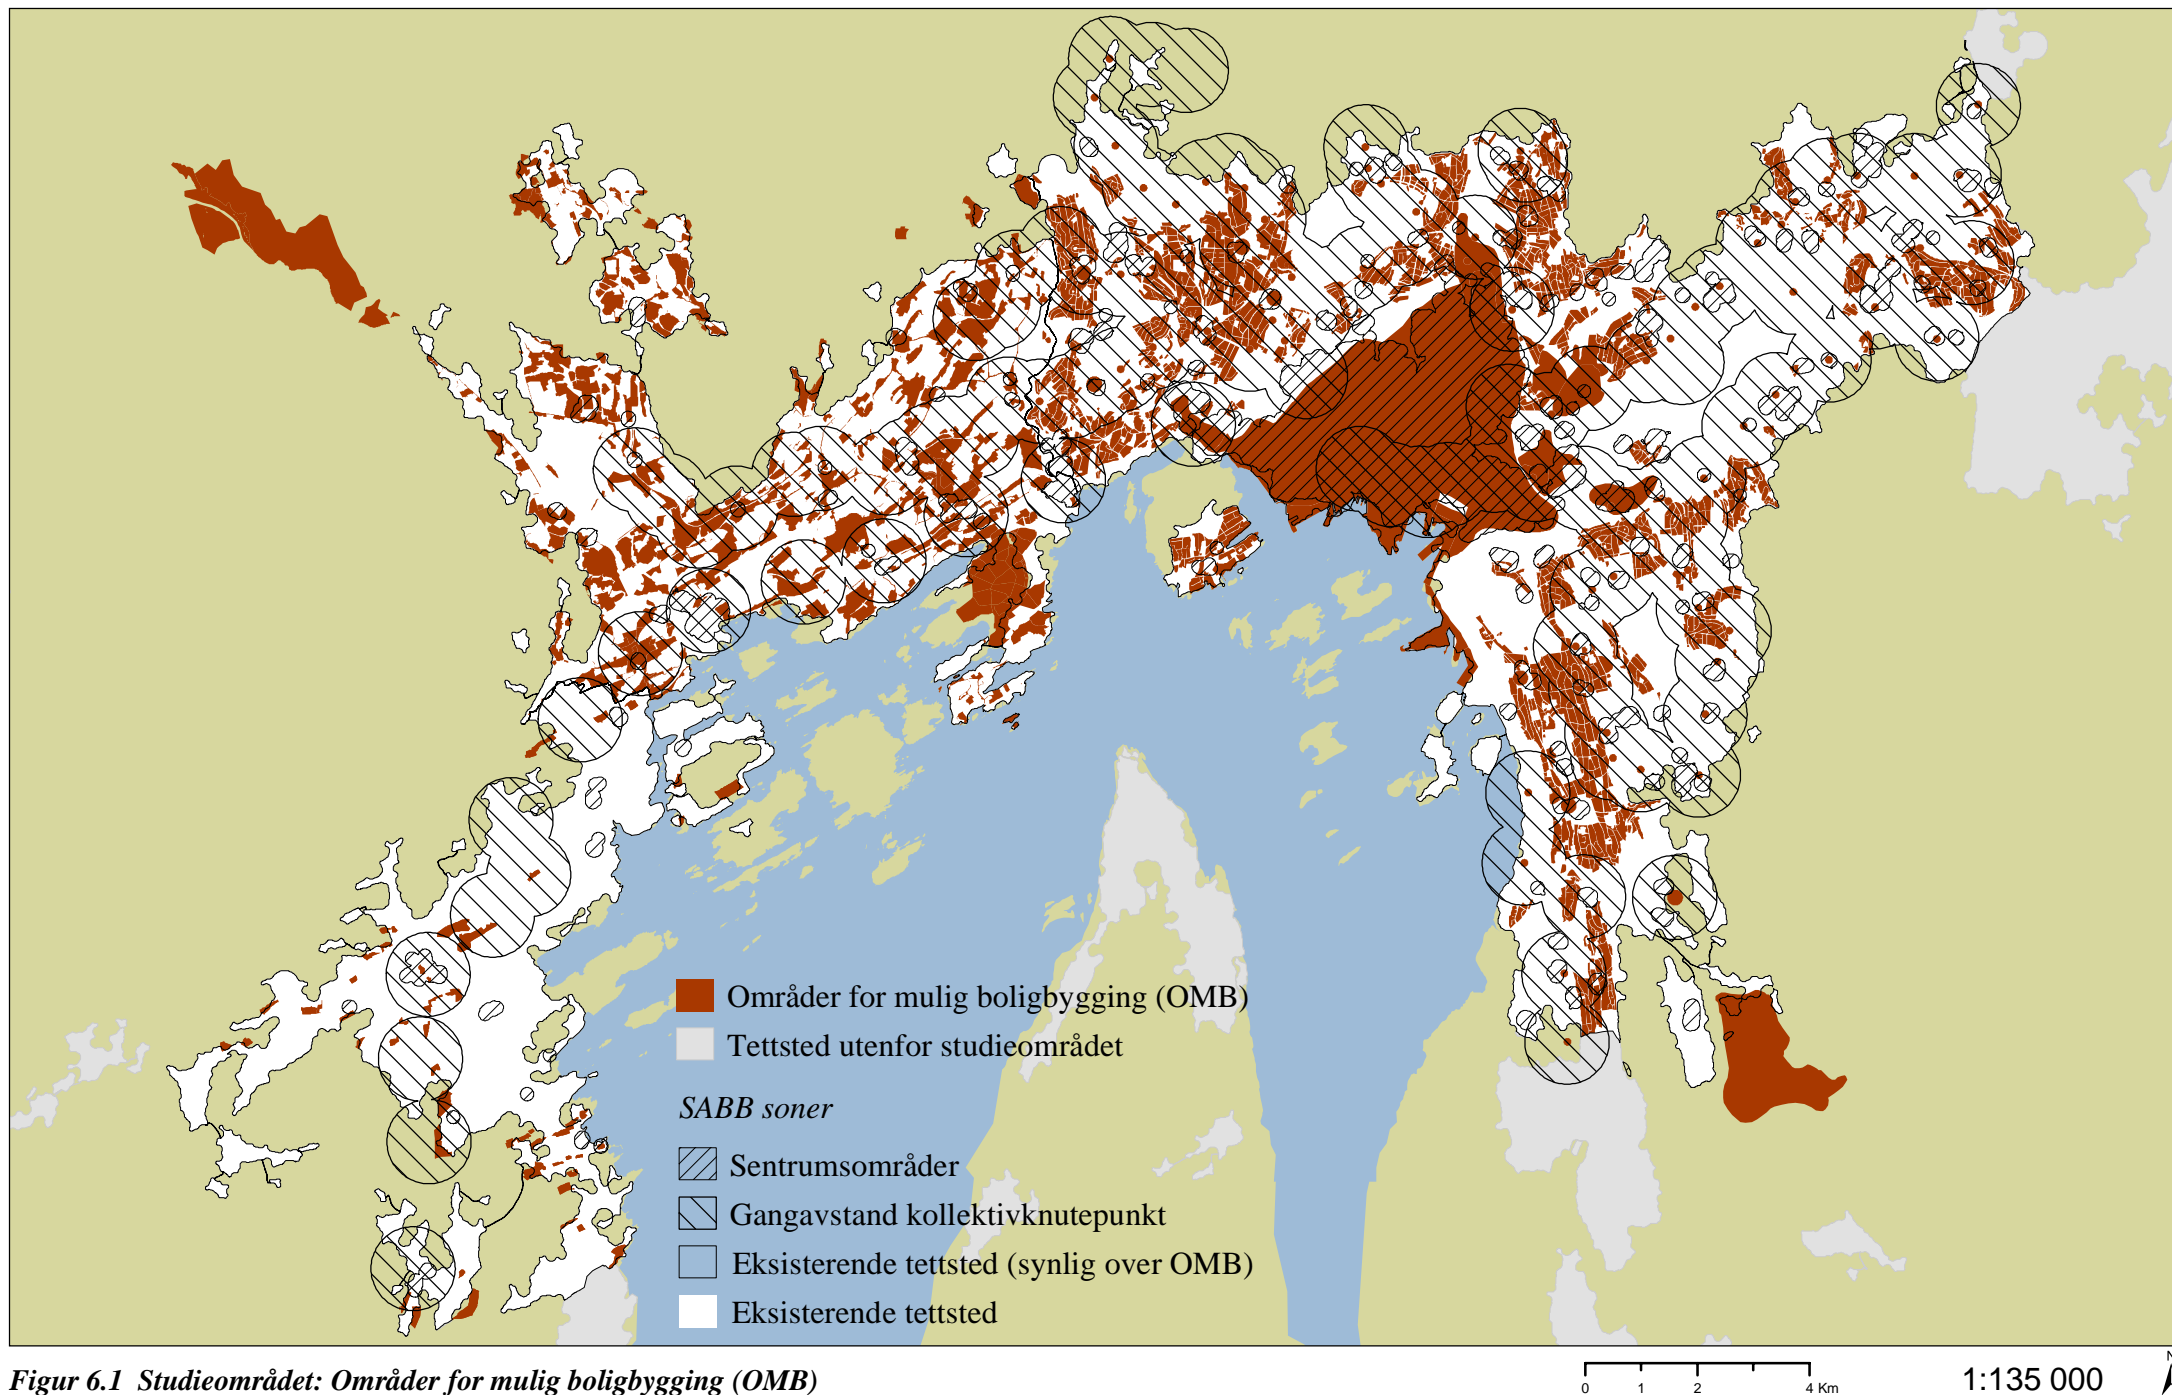 Områder for mulig boligbygging (OMB)
Tettsted utenfor studieområdet
SABB soner
Sentrumsområder
Gangavstand kollektivknutepunkt
Eksisterende tettsted (synlig over OMB)
Eksisterende tettsted
Figur 6.1 Studieområdet: Områder for mulig boligbygging (OMB)
0 1 2 4 Km
1:135 000
N